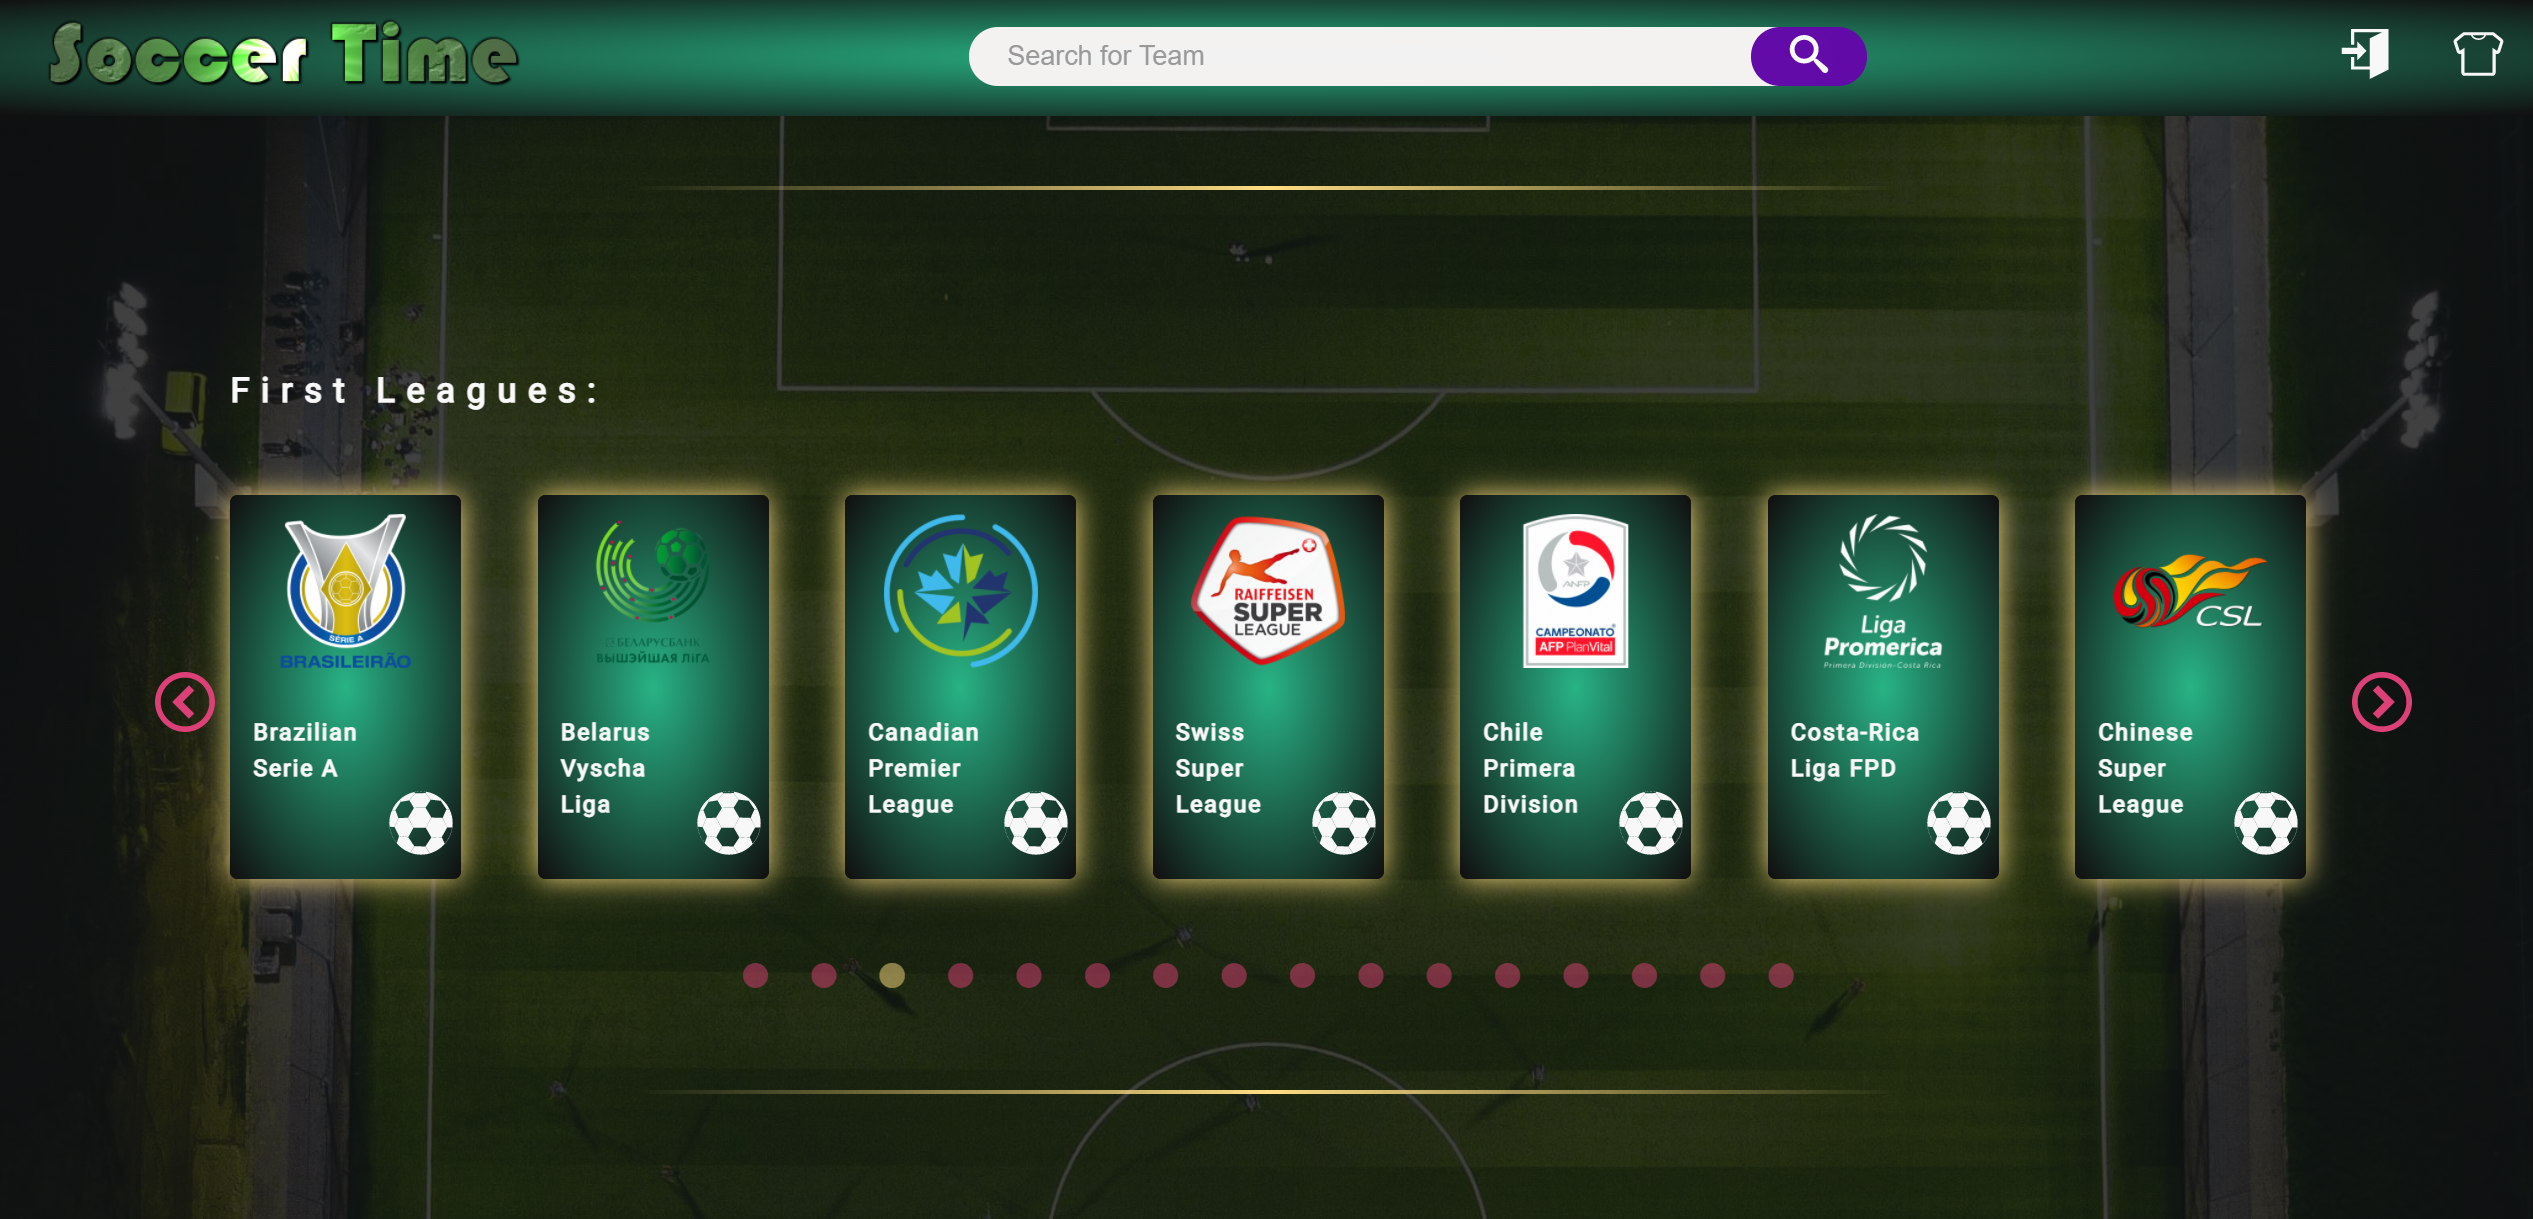 Soccer Time
Search for Team
First Leagues:
SÉRIE A
BRASILEIRÃO
Brazilian
Serie A
БЕЛАРУСБАНК
ВЫШЭЙШАЯ ЛІГА
Belarus
Vyscha
Liga
Canadian
Premier
League
RAIFFEISEN
SUPER
LEAGUE
Swiss
Super
League
ANFP
CAMPEONATO
AFP PlanVital
Chile
Primera
Division
Liga
Promerica
Primera División-Costa Rica
Costa-Rica
Liga FPD
CSL
Chinese
Super
League